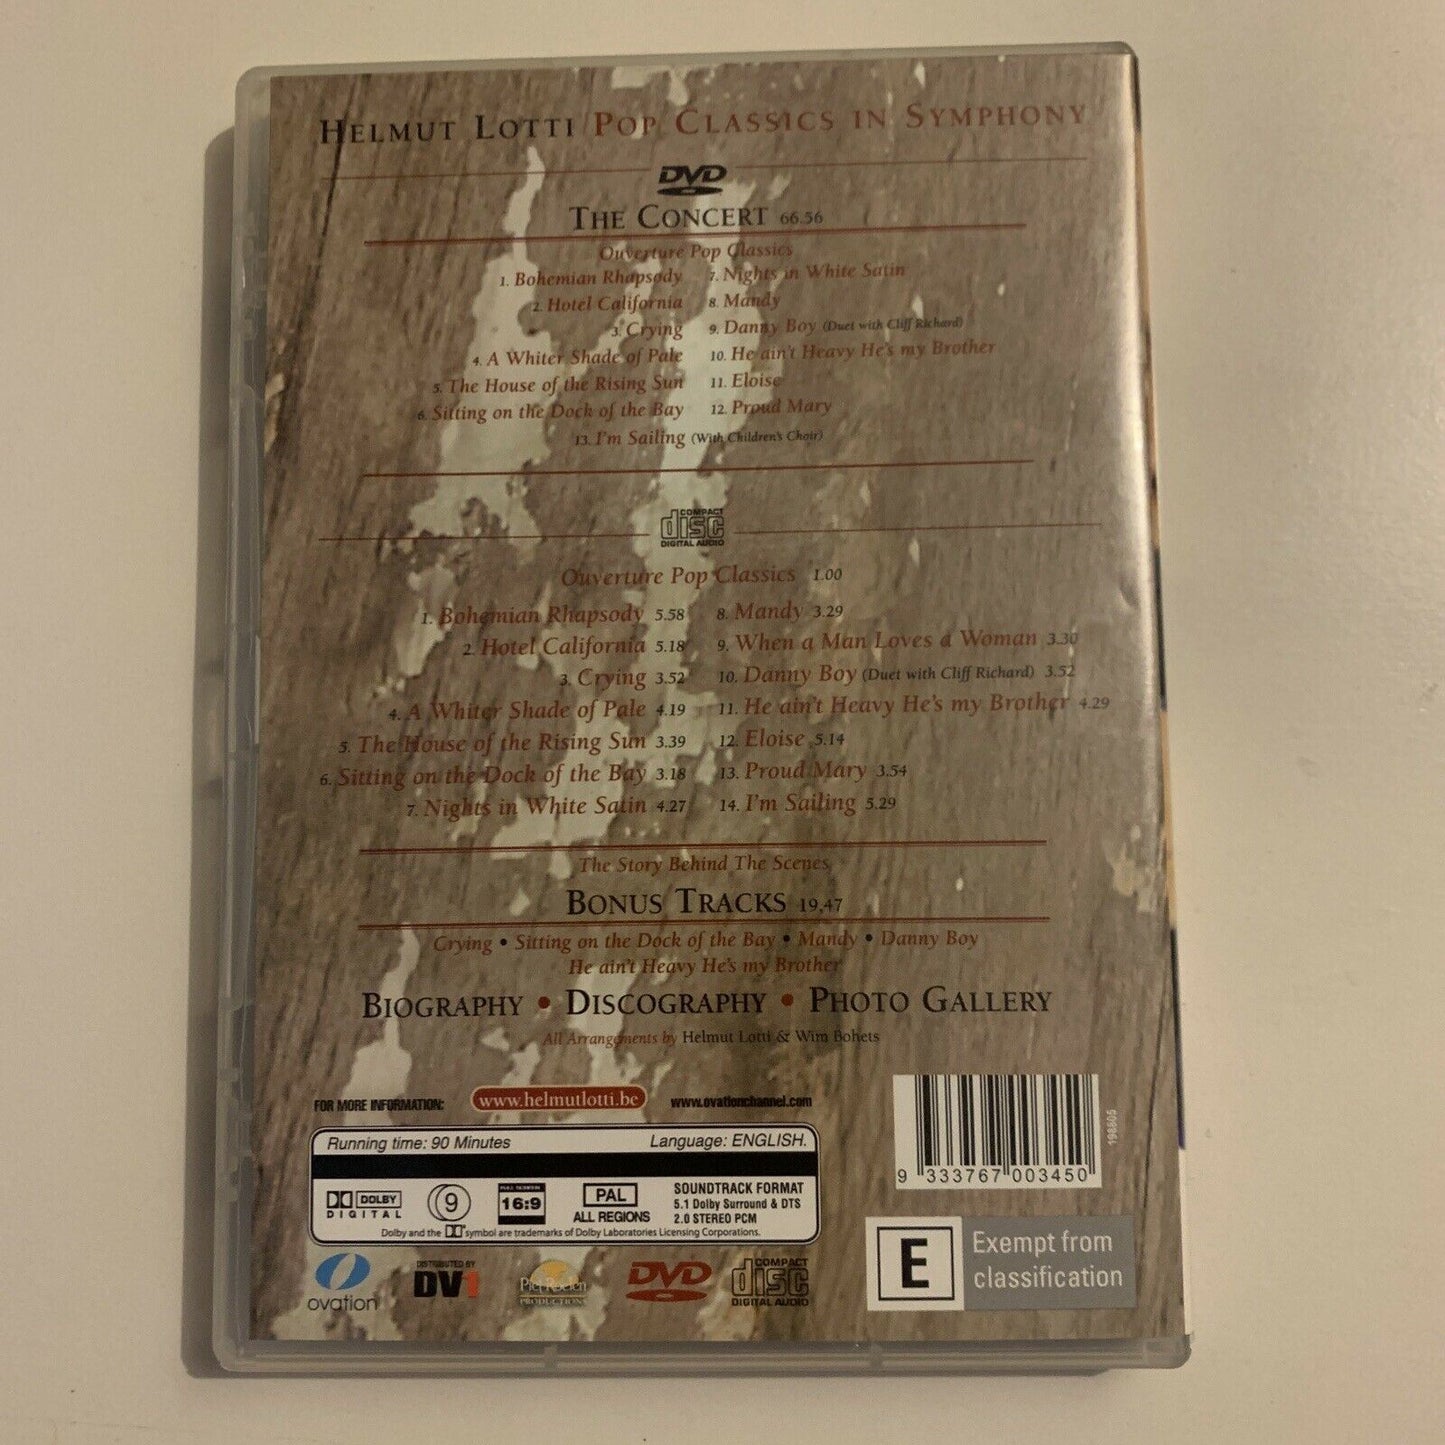 HELMUT LOTTI POP CLASSICS IN SYMPHONY
DVD
THE CONCERT 66.56
Ouverture Pop Classics
1. Bohemian Rhapsody 7. Nights in White Satin
2. Hotel California 8. Mandy
3. Crying 9. Danny Boy (Duet with Cliff Richard)
4. A Whiter Shade of Pale 10. He ain't Heavy He's my Brother
5. The House of the Rising Sun 11. Eloise
6. Sitting on the Dock of the Bay 12. Proud Mary
13. I'm Sailing (With Children's Choir)
COMPACT
disc
DIGITAL AUDIO
Ouverture Pop Classics 1.00
1. Bohemian Rhapsody 5.58 8. Mandy 3.29
2. Hotel California 5.18 9. When a Man Loves a Woman 3.30
3. Crying 3.52 10. Danny Boy (Duet with Cliff Richard) 3.52
4. A Whiter Shade of Pale 4.19 11. He ain't Heavy He's my Brother 4.29
5. The House of the Rising Sun 3.39 12. Eloise 5.14
6. Sitting on the Dock of the Bay 3.18 13. Proud Mary 3.54
7. Nights in White Satin 4.27 14. I'm Sailing 5.29
The Story Behind The Scenes
BONUS TRACKS 19,47
Crying • Sitting on the Dock of the Bay • Mandy • Danny Boy
He ain't Heavy He's my Brother
BIOGRAPHY • DISCOGRAPHY • PHOTO GALLERY
All Arrangements by Helmut Lotti & Wim Bohets
FOR MORE INFORMATION: www.helmutlotti.be www.ovationchannel.com
Running time: 90 Minutes Language: ENGLISH.
DOLBY
DIGITAL
9
FULL SCREEN
16:9
PAL
ALL REGIONS
SOUNDTRACK FORMAT
5.1 Dolby Surround & DTS
2.0 STEREO PCM
Dolby and the symbol are trademarks of Dolby Laboratories Licensing Corporations.
198805
9 333767 003450
E Exempt from
classification
ovation
DISTRIBUTED BY
DV1
Piet Roelen
PRODUCTIONS
DVD
COMPACT
disc
DIGITAL AUDIO